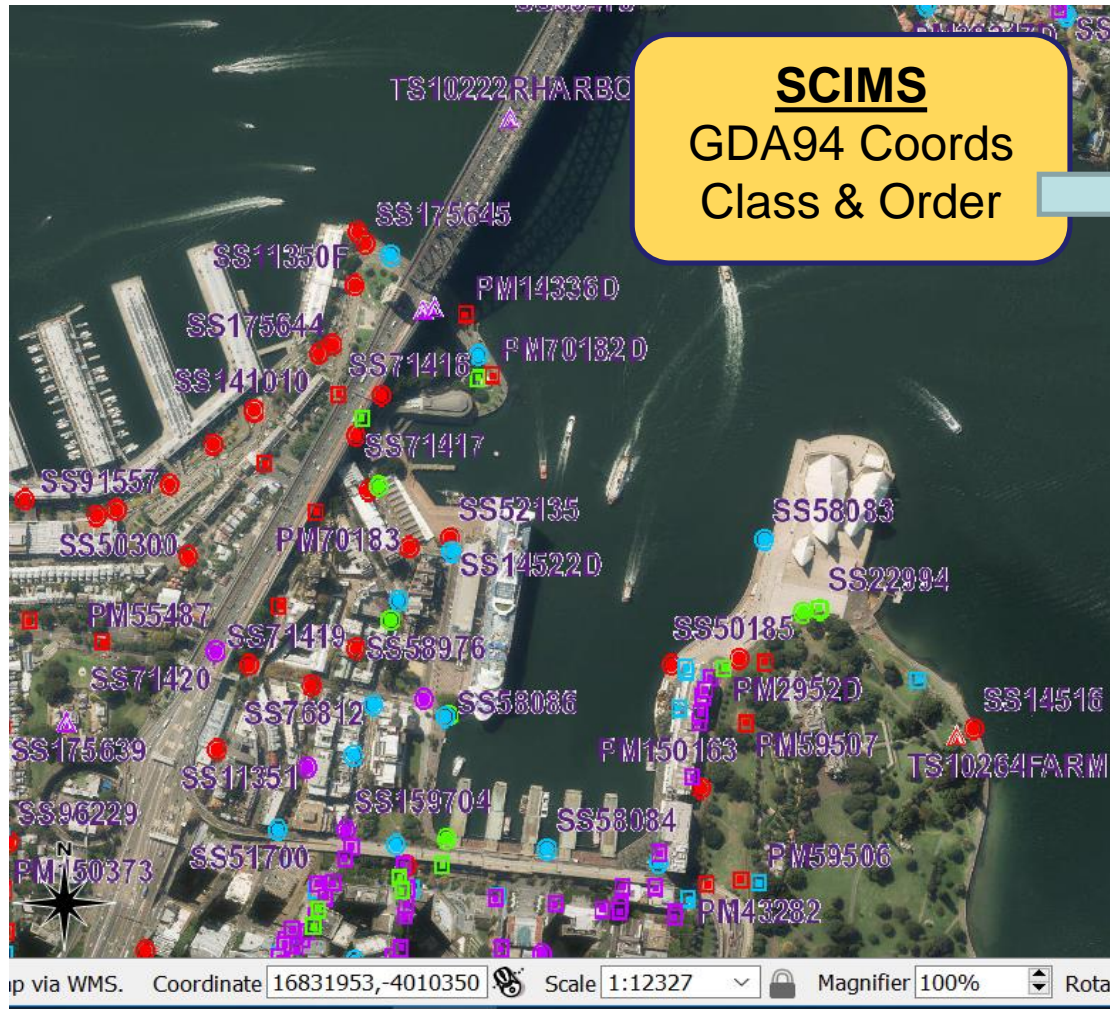 SCIMS
GDA94 Coords
Class & Order
TS10222RHARBO
SS175645
SS11350F
PM14336D
SS175644
PM70182D
SS71416
SS141010
SS71417
SS91557
SS52135
SS58083
SS50300
PM70183
SS14522D
SS22994
PM55487
SS71419
SS50185
SS58976
SS71420
PM2952D
SS76812
SS58086
SS14516
SS175639
PM150163
PM59507
SS11351
TS10264FARM
SS159704
SS96229
SS58084
N
SS51700
PM59506
PM150373
PM43282
p via WMS. Coordinate 16831953,-4010350 Scale 1:12327 Magnifier 100% Rota